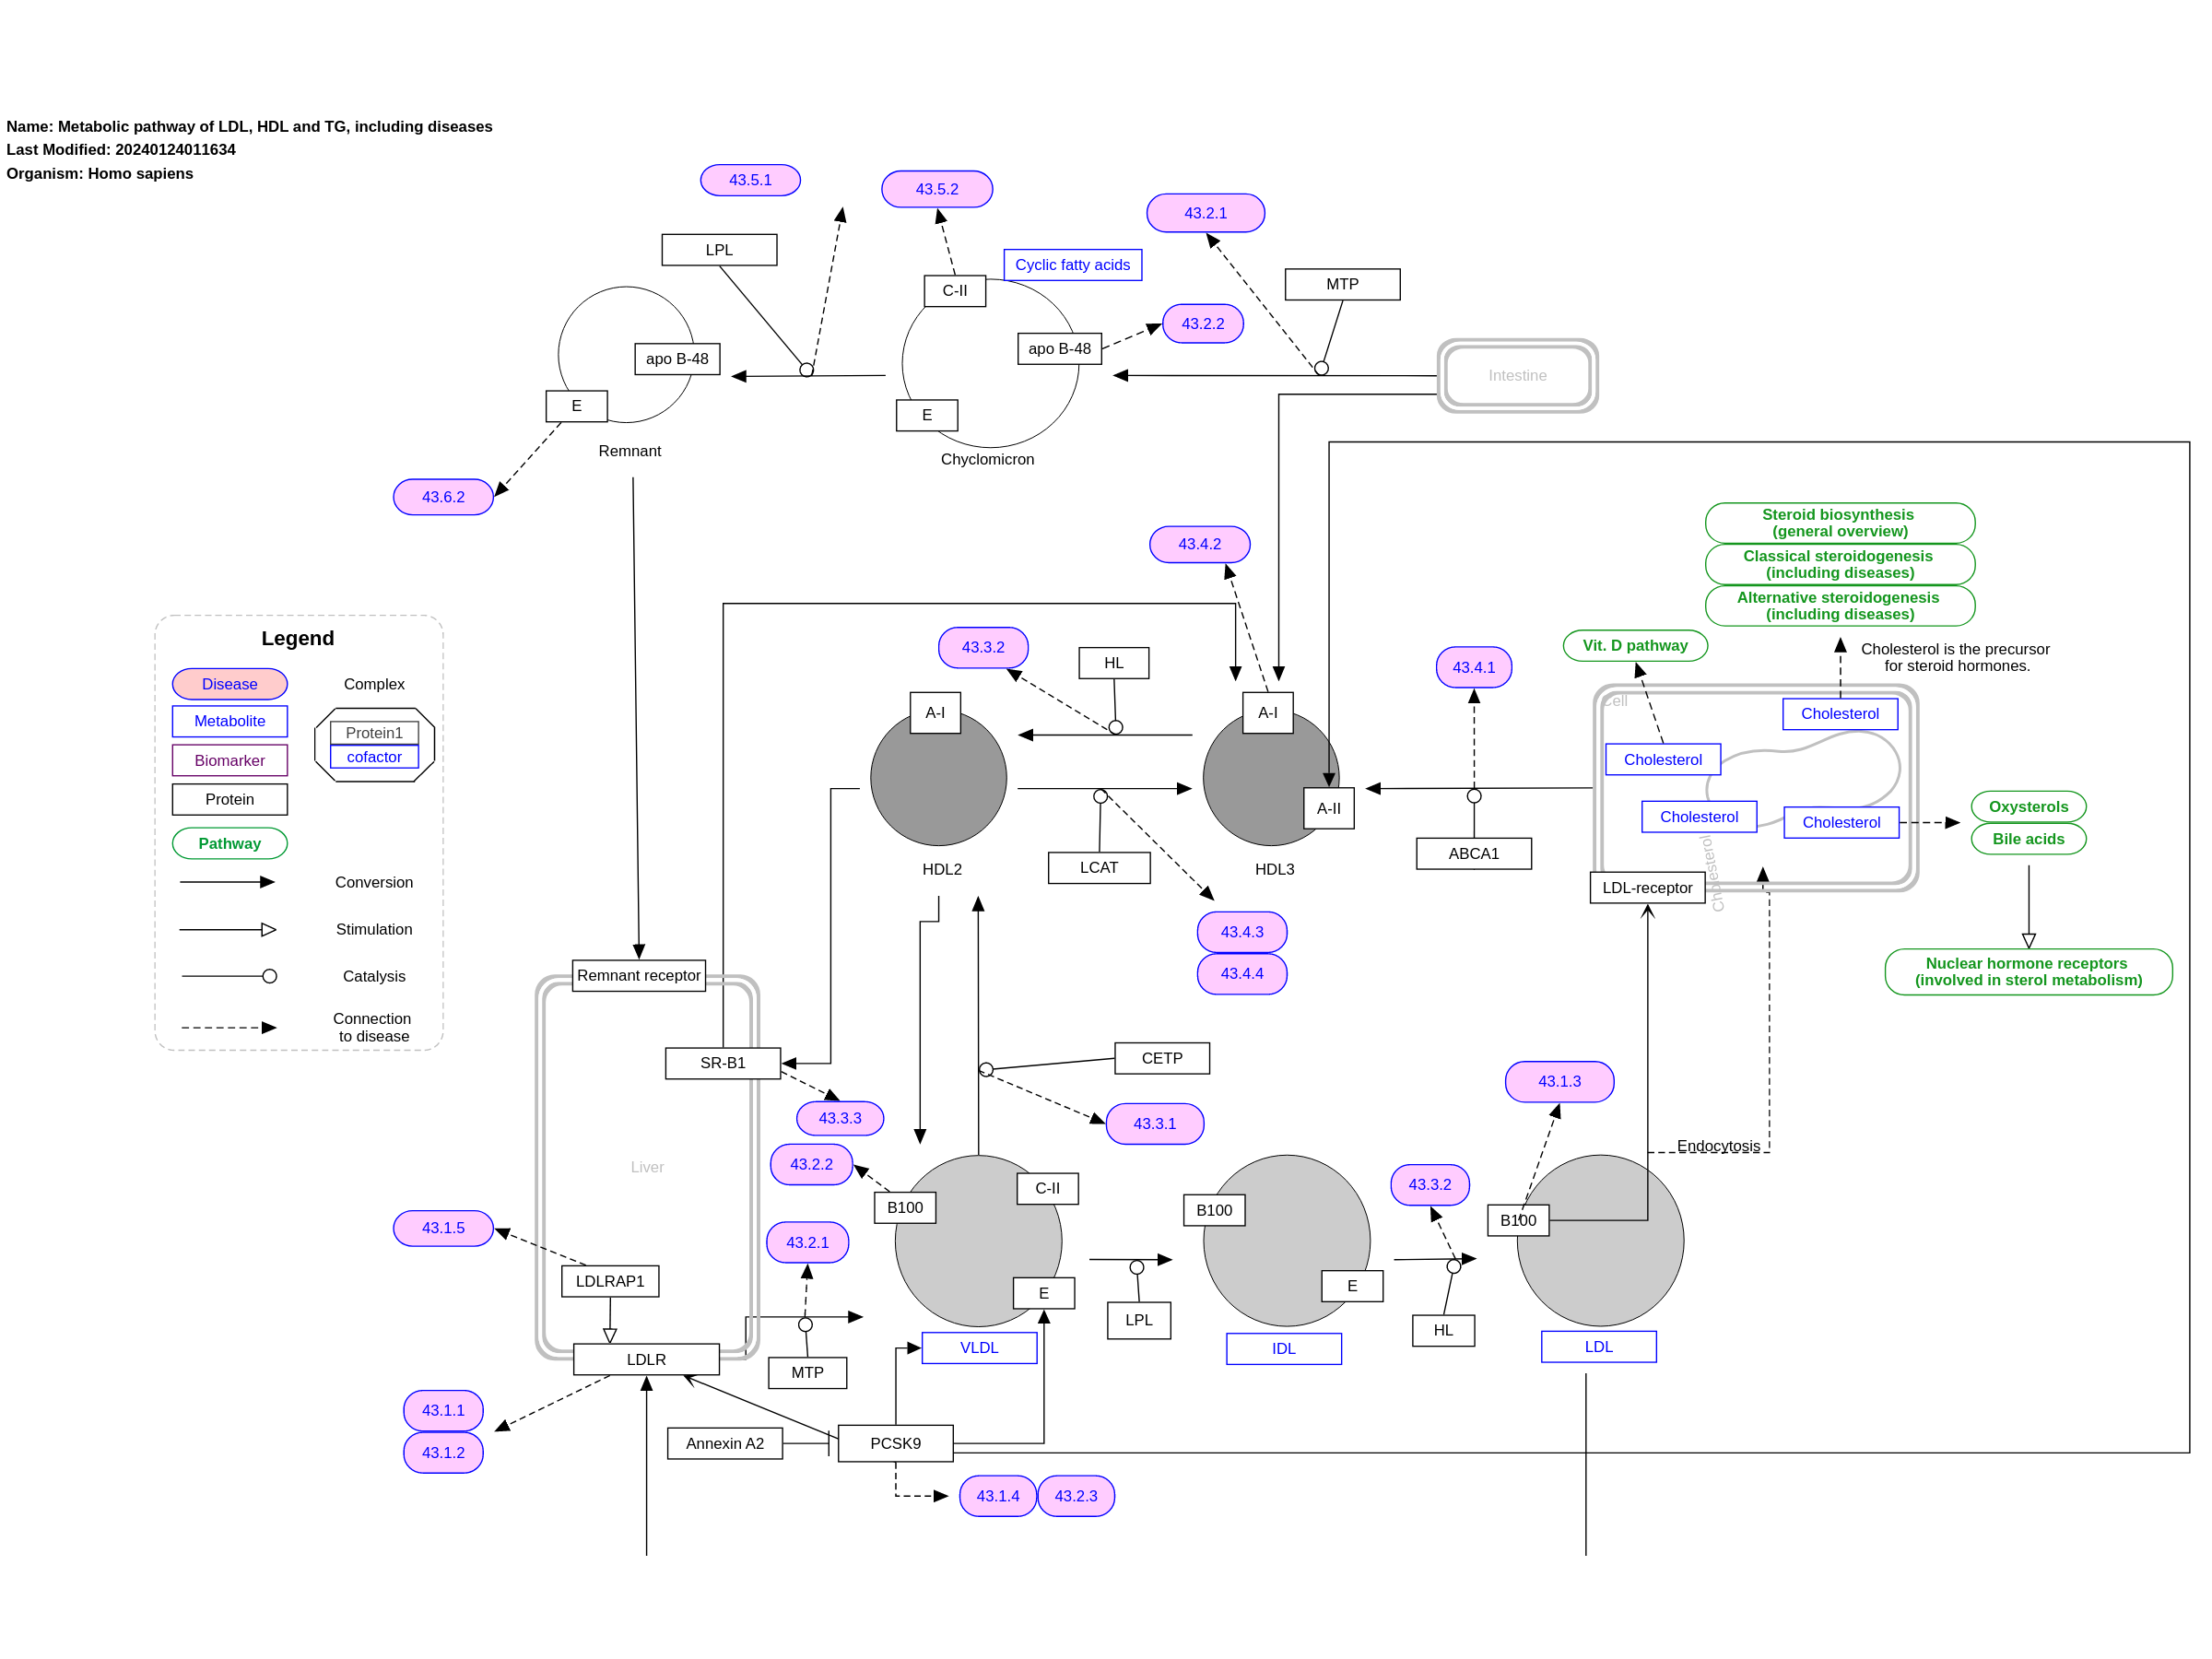 Name: Metabolic pathway of LDL, HDL and TG, including diseases
Last Modified: 20240124011634
Organism: Homo sapiens
43.5.1
43.5.2
43.2.1
LPL
Cyclic fatty acids
C-II
MTP
43.2.2
apo B-48
apo B-48
Intestine
E
E
Remnant
Chyclomicron
43.6.2
43.4.2
Steroid biosynthesis
(general overview)
Classical steroidogenesis
(including diseases)
Alternative steroidogenesis
(including diseases)
Vit. D pathway
Cholesterol is the precursor
for steroid hormones.
Legend
Disease
Complex
Metabolite
Protein1
Biomarker
cofactor
Protein
Pathway
Conversion
Stimulation
Catalysis
Connection
to disease
43.3.2
HL
43.4.1
Cell
A-I
A-I
Cholesterol
Cholesterol
A-II
Cholesterol
Cholesterol
Oxysterols
Bile acids
HDL2
LCAT
HDL3
ABCA1
Cholesterol
LDL-receptor
43.4.3
43.4.4
Nuclear hormone receptors
(involved in sterol metabolism)
Remnant receptor
SR-B1
CETP
43.3.3
43.3.1
43.1.3
Endocytosis
Liver
43.2.2
C-II
43.3.2
B100
B100
B100
43.1.5
43.2.1
LDLRAP1
E
E
LPL
HL
VLDL
IDL
LDL
LDLR
MTP
43.1.1
43.1.2
Annexin A2
PCSK9
43.1.4
43.2.3